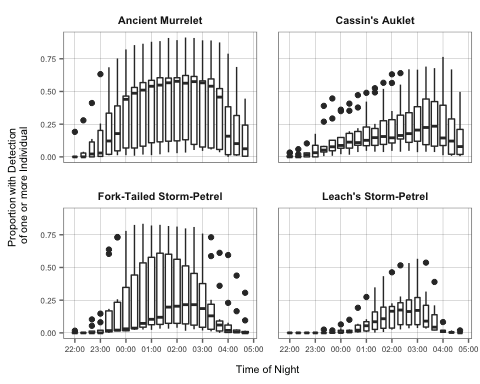 Ancient Murrelet
Cassin's Auklet
0.75
0.50
0.25
0.00
Fork-Tailed Storm-Petrel
Leach's Storm-Petrel
0.75
0.50
0.25
0.00
22:00 23:00 00:00 01:00 02:00 03:00 04:00 05:00
22:00 23:00 00:00 01:00 02:00 03:00 04:00 05:00
Proportion with Detection
of one or more Individual
Time of Night